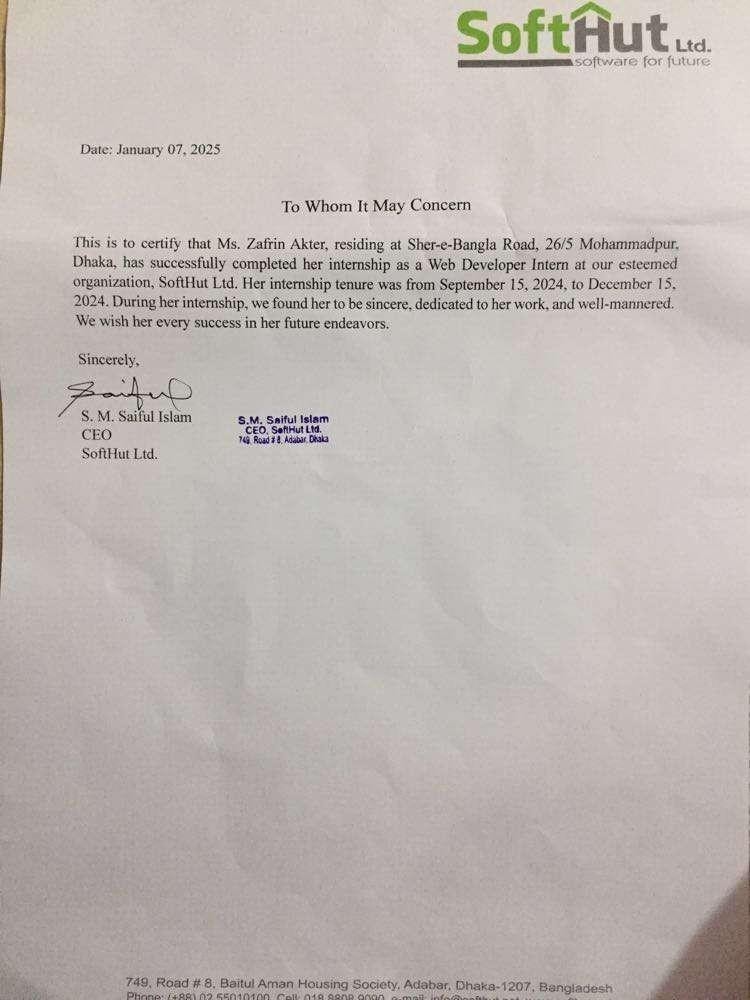 SoftHut Ltd.
software for future
Date: January 07, 2025
To Whom It May Concern
This is to certify that Ms. Zafrin Akter, residing at Sher-e-Bangla Road, 26/5 Mohammadpur,
Dhaka, has successfully completed her internship as a Web Developer Intern at our esteemed
organization, SoftHut Ltd. Her internship tenure was from September 15, 2024, to December 15,
2024. During her internship, we found her to be sincere, dedicated to her work, and well-mannered.
We wish her every success in her future endeavors.
Sincerely,
Saiful
S. M. Saiful Islam
CEO
SoftHut Ltd.
S.M. Saiful Islam
CEO, SoftHut Ltd.
749, Road # 8, Adabar, Dhaka
749, Road # 8, Baitul Aman Housing Society, Adabar, Dhaka-1207, Bangladesh
Phone: (+88) 02 55010100, Cell: 018 8808 9090, e-mail: